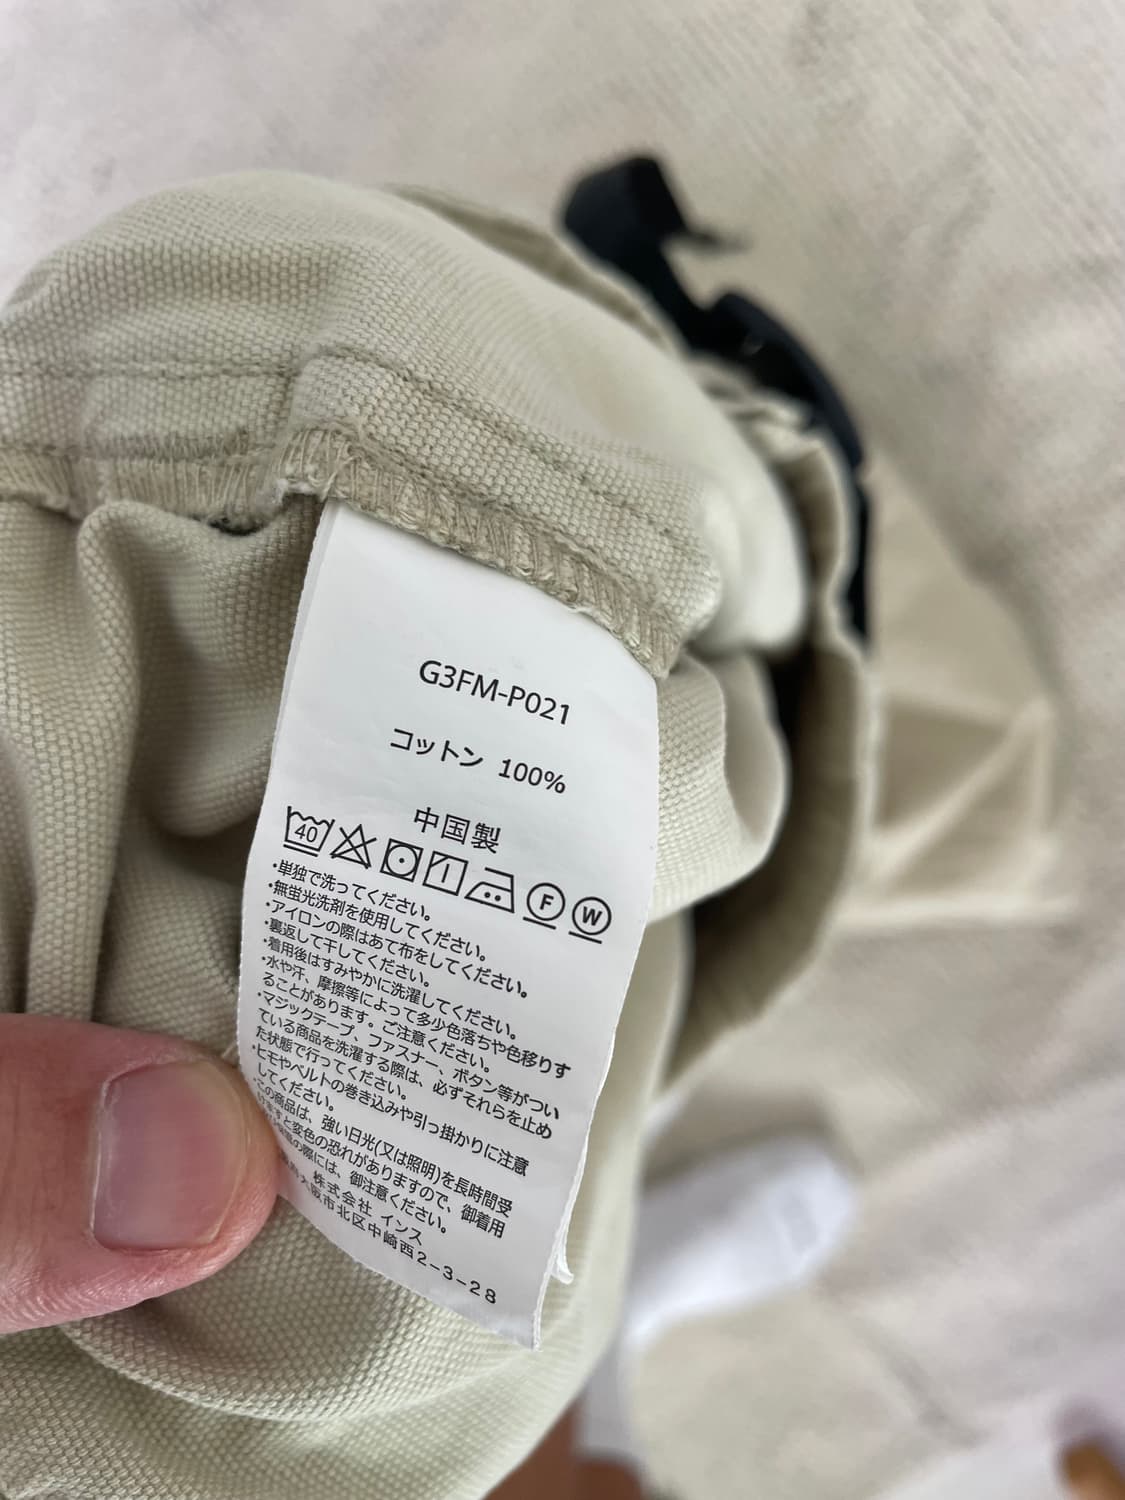 G3FM-P021
コットン 100%
中国製
40
F W
・単独で洗ってください。
・無蛍光洗剤を使用してください。
・アイロンの際はあて布をしてください。
・裏返して干してください。
・着用後はすみやかに洗濯してください。
・水や汗、摩擦等によって多少色落ちや色移りす
ることがあります。ご注意ください。
・マジックテープ、ファスナー、ボタン等がつい
ている商品を洗濯する際は、必ずそれらを止め
た状態で行ってください。
・ヒモやベルトの巻き込みや引っ掛かりに注意
してください。
・この商品は、強い日光(又は照明)を長時間受
けますと変色の恐れがありますので、御着用
の際には、御注意ください。
株式会社 インス
大阪市北区中崎西2-3-28